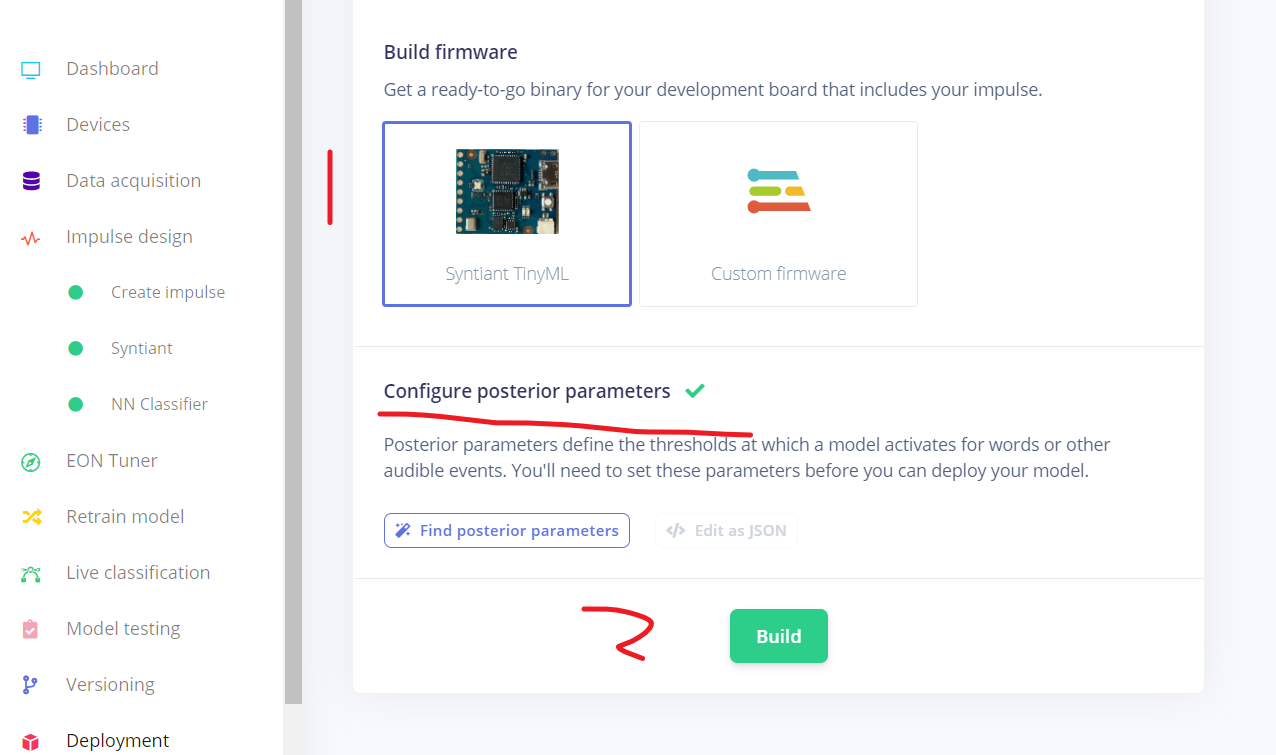 Dashboard
Devices
Data acquisition
Impulse design
Create impulse
Syntiant
NN Classifier
EON Tuner
Retrain model
Live classification
Model testing
Versioning
Deployment
Build firmware
Get a ready-to-go binary for your development board that includes your impulse.
Syntiant TinyML
Custom firmware
Configure posterior parameters
Posterior parameters define the thresholds at which a model activates for words or other
audible events. You'll need to set these parameters before you can deploy your model.
Find posterior parameters
</> Edit as JSON
2
Build